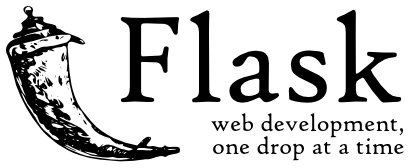 Flask
web development,
one drop at a time